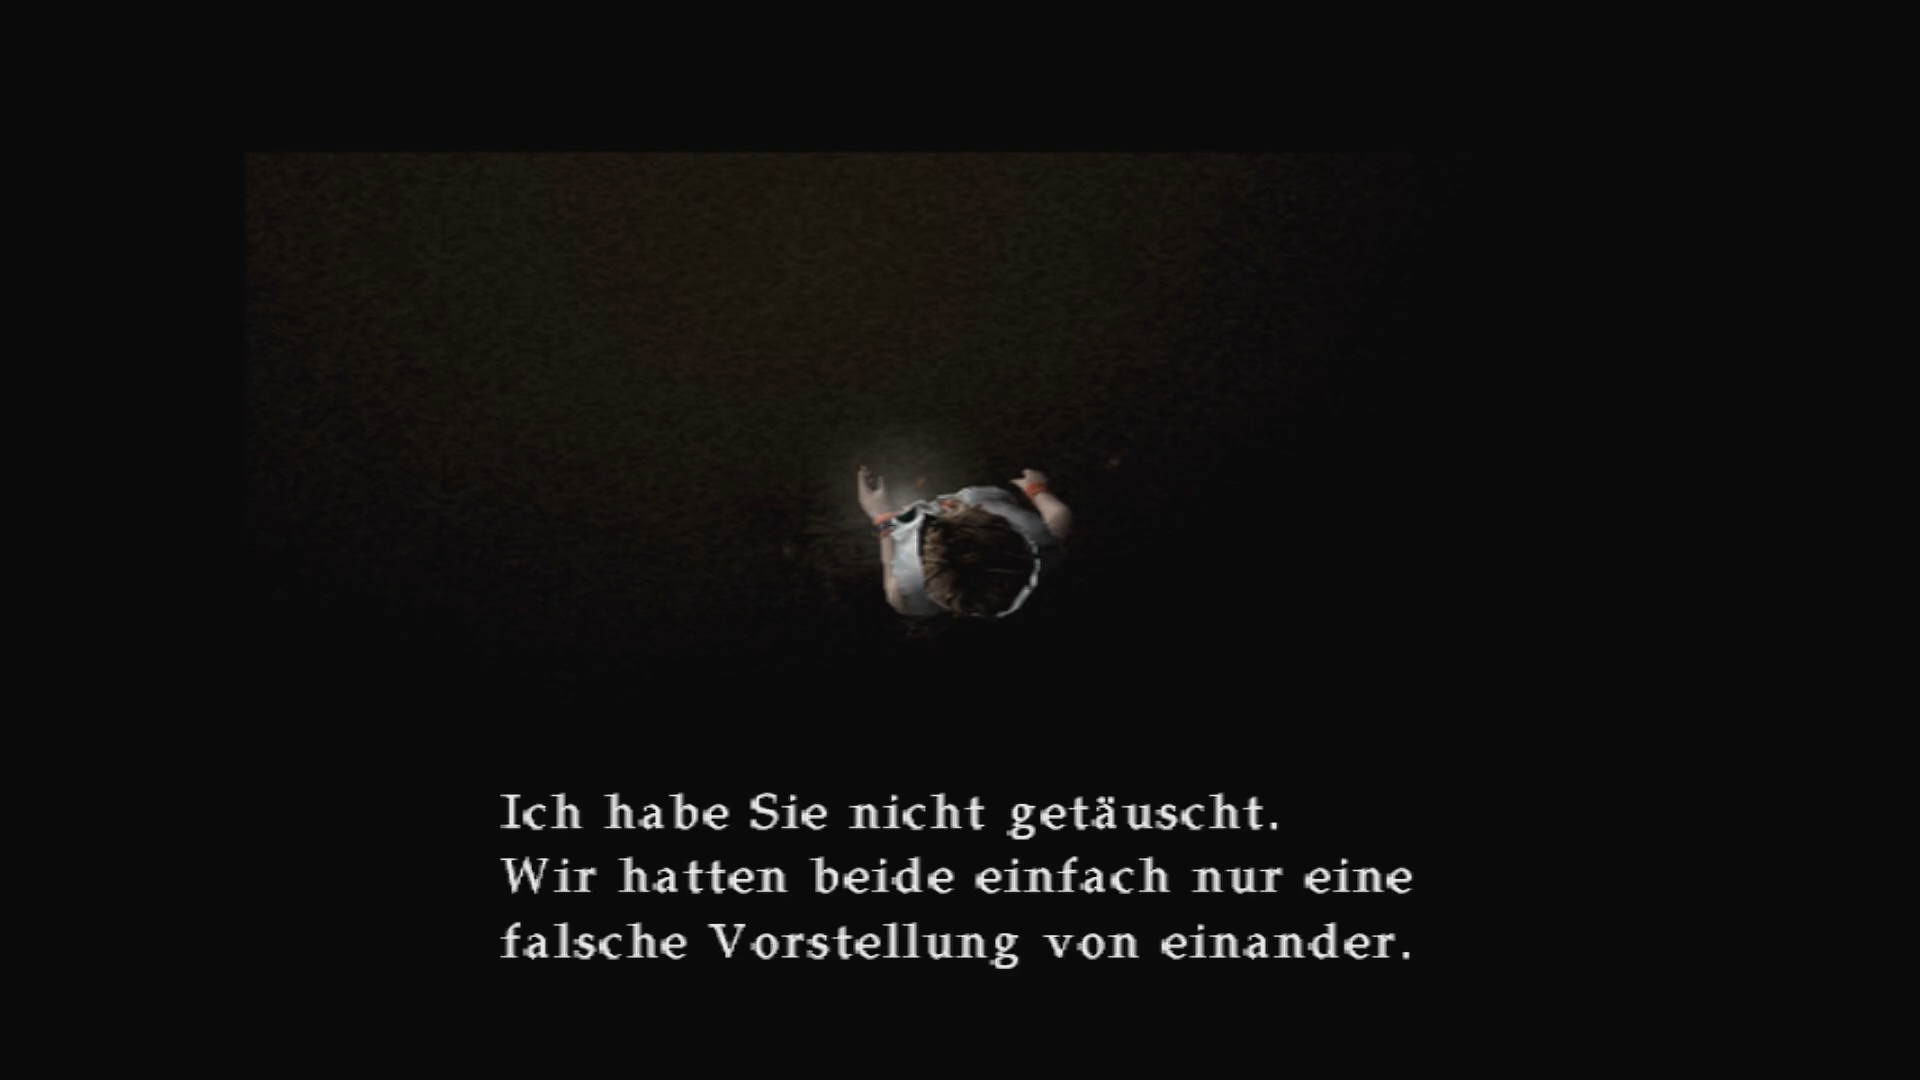 Ich habe Sie nicht getäuscht.
Wir hatten beide einfach nur eine
falsche Vorstellung von einander.